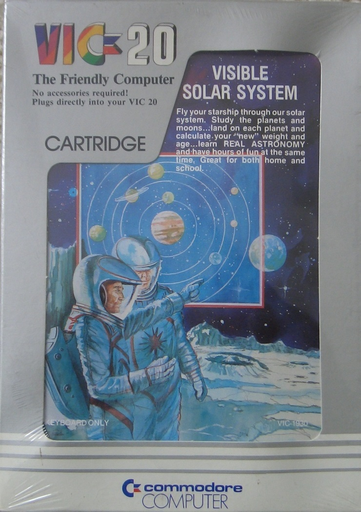 VIC 20
The Friendly Computer
No accessories required!
Plugs directly into your VIC 20
CARTRIDGE
VISIBLE
SOLAR SYSTEM
Fly your starship through our solar
system. Study the planets and
moons...land on each planet and
calculate your "new" weight and
age...learn REAL ASTRONOMY
and have hours of fun at the same
time, Great for both home and
school.
ONLY
commodore
COMPUTER